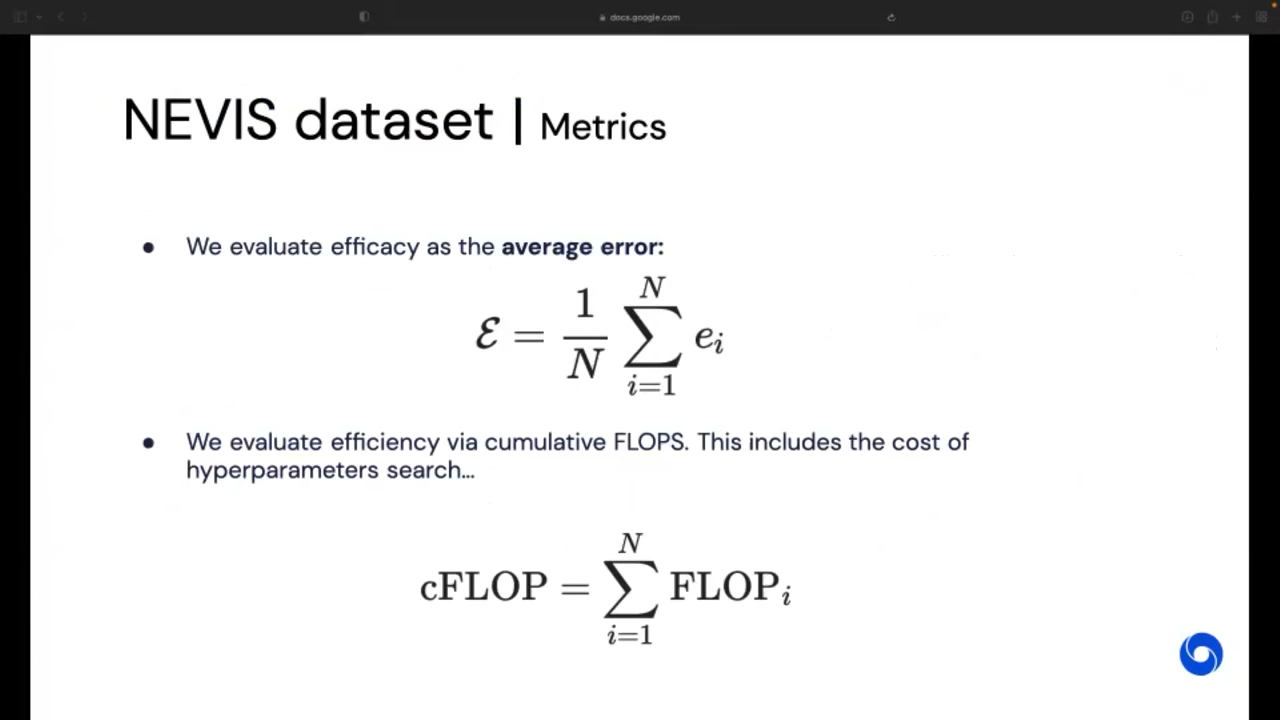 docs.google.com
NEVIS dataset | Metrics
● We evaluate efficacy as the average error:
ℰ = 1/N ∑_{i=1}^{N} e_i
● We evaluate efficiency via cumulative FLOPS. This includes the cost of
hyperparameters search...
cFLOP = ∑_{i=1}^{N} FLOP_i